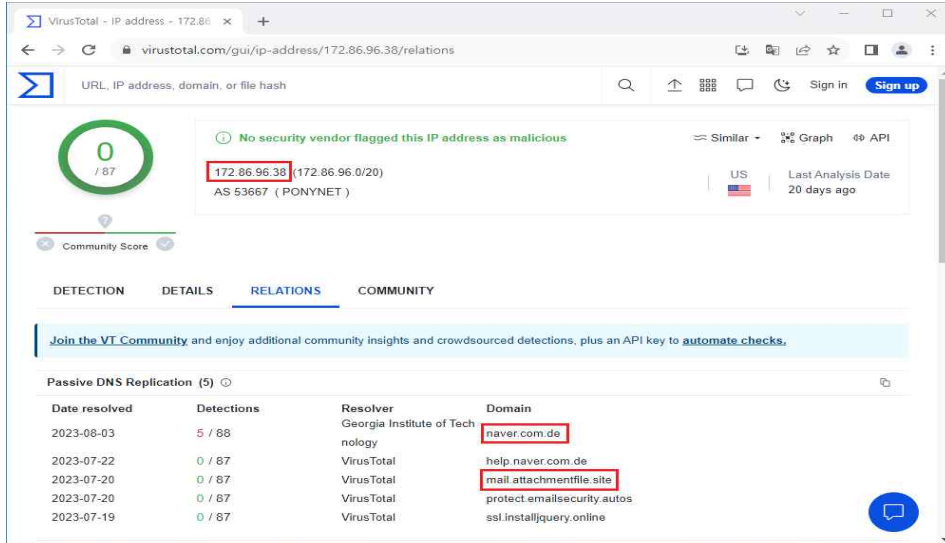 VirusTotal - IP address - 172.86
virustotal.com/gui/ip-address/172.86.96.38/relations
URL, IP address, domain, or file hash
Sign in
Sign up
0
/ 87
Community Score
No security vendor flagged this IP address as malicious
Similar
Graph
API
172.86.96.38 (172.86.96.0/20)
AS 53667 ( PONYNET )
US
Last Analysis Date
20 days ago
DETECTION DETAILS RELATIONS COMMUNITY
Join the VT Community and enjoy additional community insights and crowdsourced detections, plus an API key to automate checks.
Passive DNS Replication (5)
Date resolved Detections Resolver Domain
2023-08-03 5 / 88 Georgia Institute of Tech
nology naver.com.de
2023-07-22 0 / 87 VirusTotal help.naver.com.de
2023-07-20 0 / 87 VirusTotal mail.attachmentfile.site
2023-07-20 0 / 87 VirusTotal protect.emailsecurity.autos
2023-07-19 0 / 87 VirusTotal ssl.installjquery.online